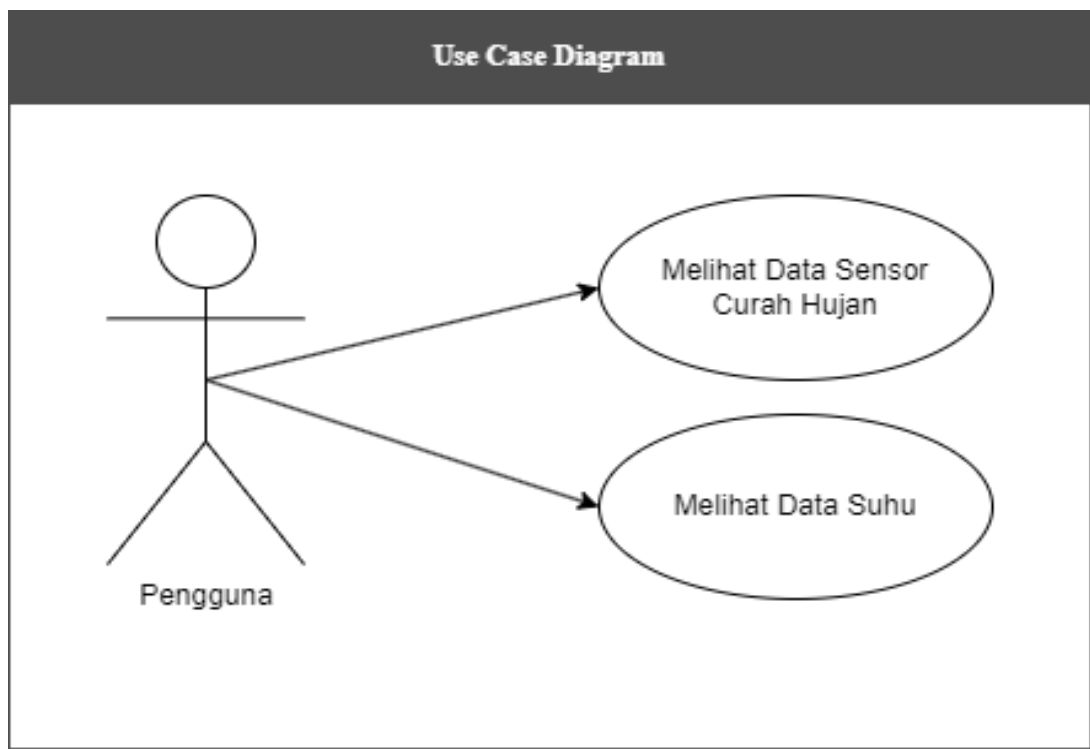 Use Case Diagram
Melihat Data Sensor
Curah Hujan
Melihat Data Suhu
Pengguna